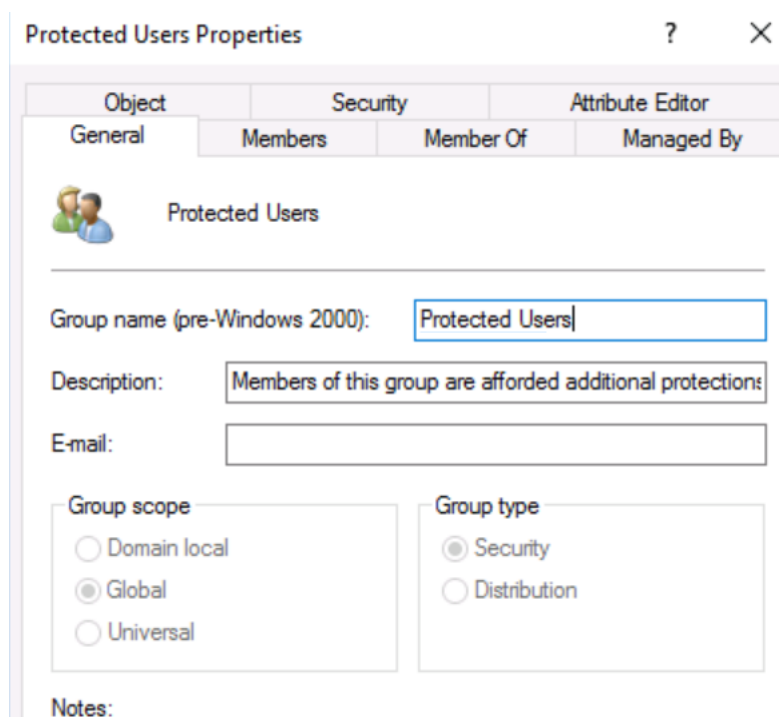 Protected Users Properties ? ×
Object Security Attribute Editor
General Members Member Of Managed By
Protected Users
Group name (pre-Windows 2000): Protected Users
Description: Members of this group are afforded additional protections
E-mail:
Group scope Group type
Domain local Security
Global Distribution
Universal
Notes: